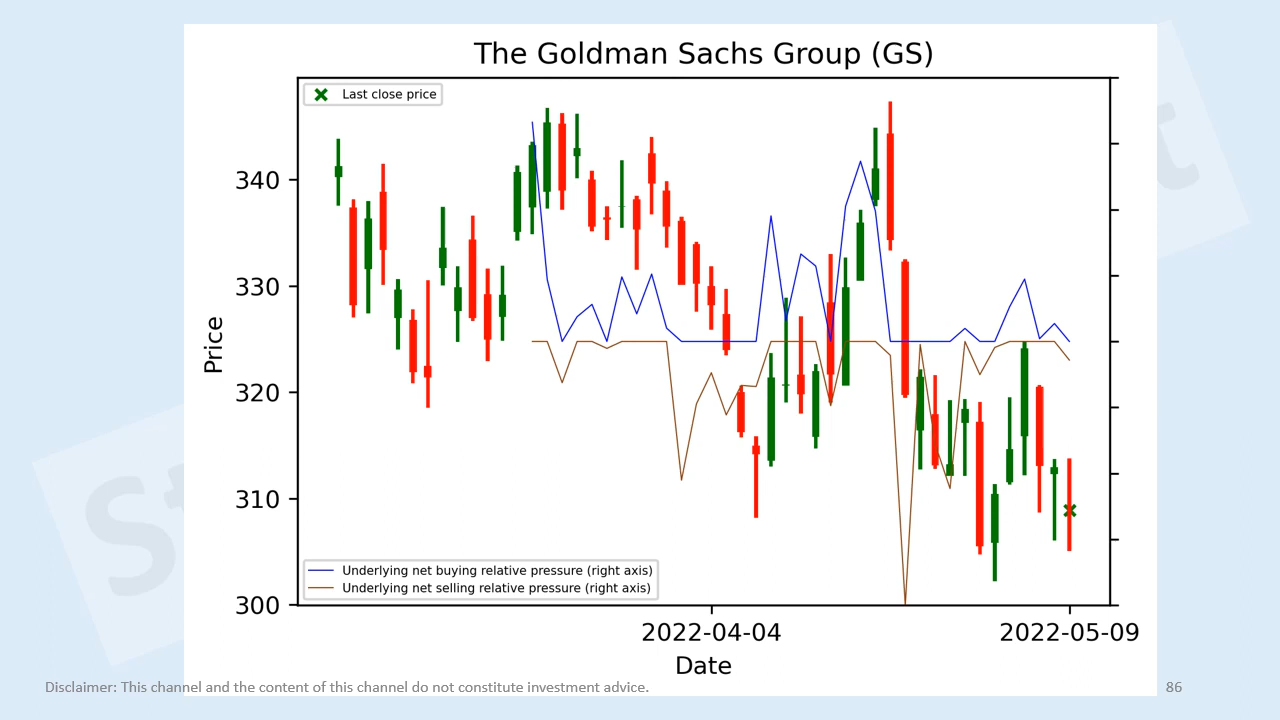 The Goldman Sachs Group (GS)
Last close price
340
330
320
310
300
Price
Underlying net buying relative pressure (right axis)
Underlying net selling relative pressure (right axis)
2022-04-04
2022-05-09
Date
Disclaimer: This channel and the content of this channel do not constitute investment advice.
86
St
t